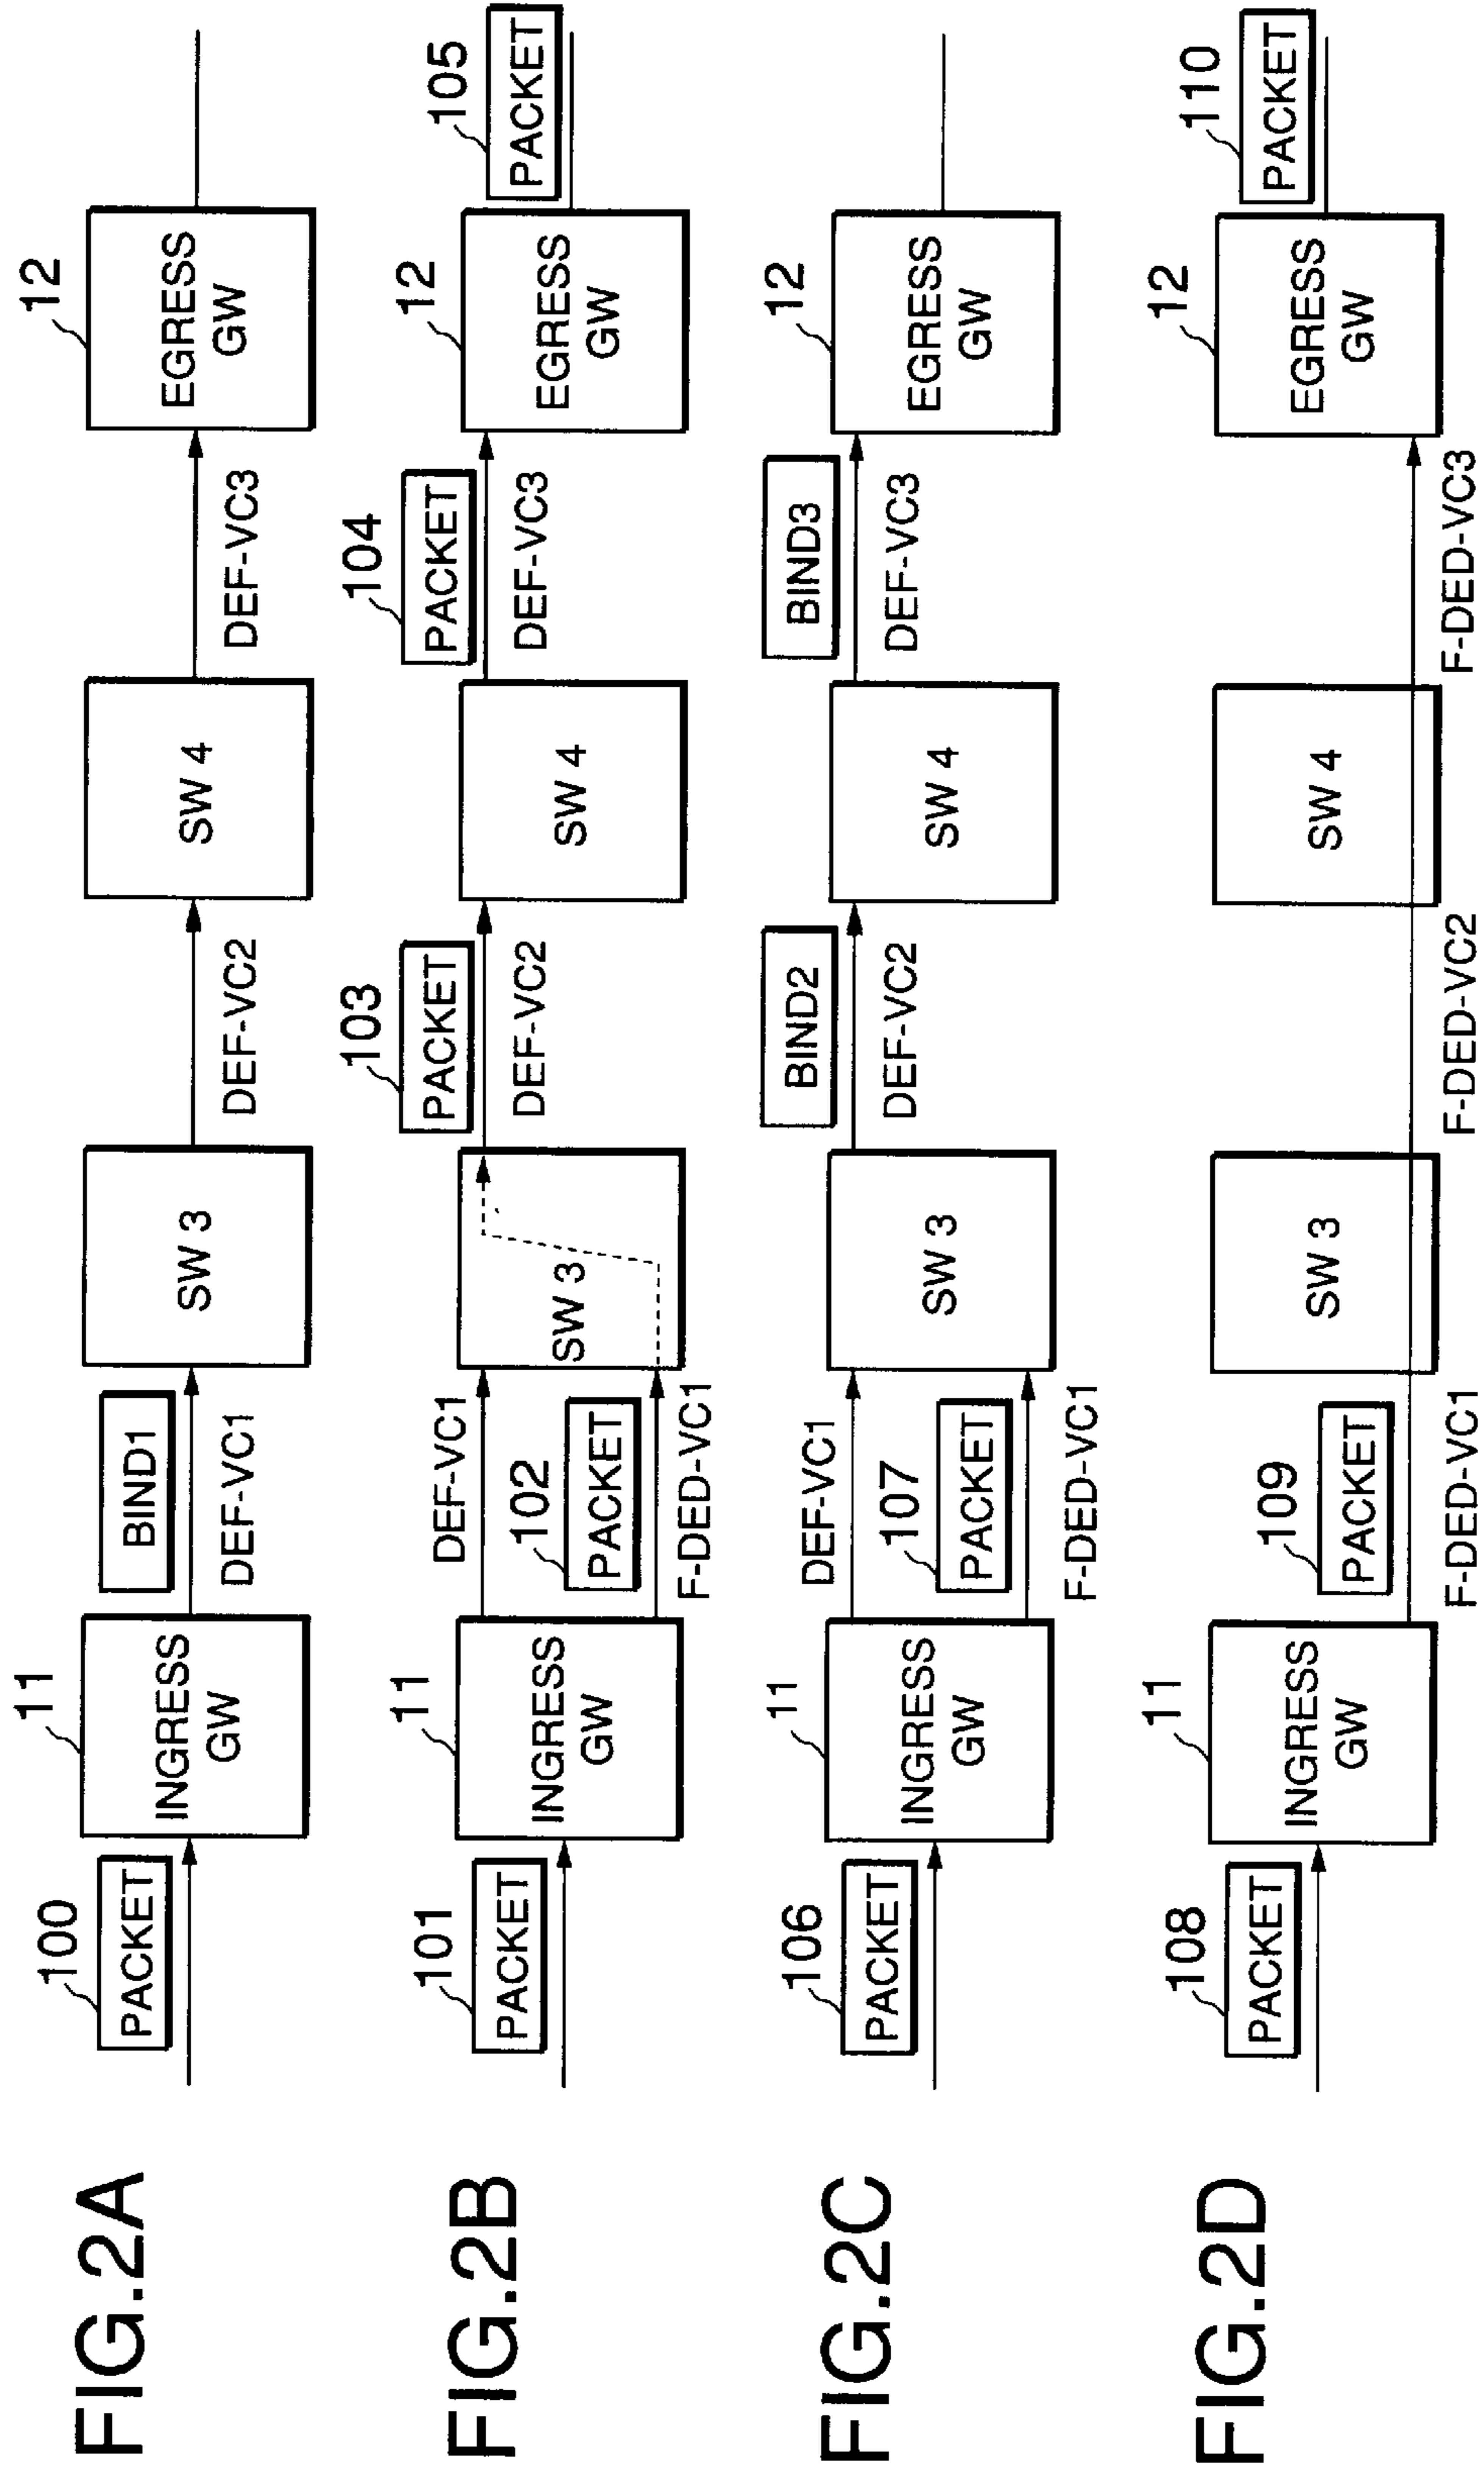 FIG.2A
100
PACKET
11
INGRESS
GW
BIND1
DEF-VC1
SW 3
DEF-VC2
SW 4
DEF-VC3
12
EGRESS
GW
FIG.2B
101
PACKET
11
INGRESS
GW
DEF-VC1
102
PACKET
F-DED-VC1
SW 3
103
PACKET
DEF-VC2
SW 4
104
PACKET
DEF-VC3
12
EGRESS
GW
105
PACKET
FIG.2C
106
PACKET
11
INGRESS
GW
DEF-VC1
107
PACKET
F-DED-VC1
SW 3
BIND2
DEF-VC2
SW 4
BIND3
DEF-VC3
12
EGRESS
GW
FIG.2D
108
PACKET
11
INGRESS
GW
109
PACKET
F-DED-VC1
SW 3
F-DED-VC2
SW 4
F-DED-VC3
12
EGRESS
GW
110
PACKET